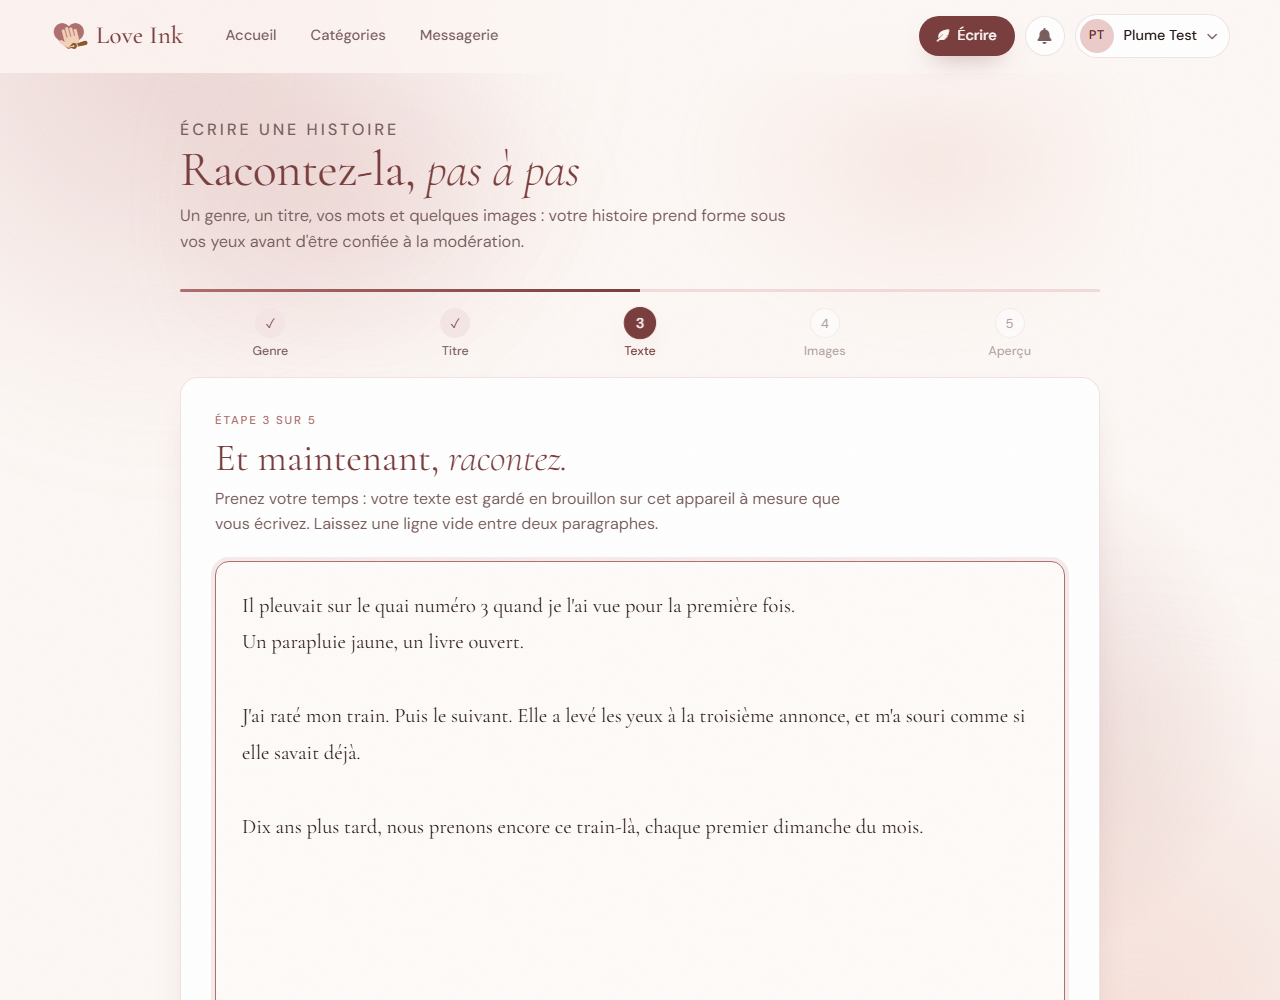 Love Ink
Accueil
Catégories
Messagerie
Écrire
PT
Plume Test
ÉCRIRE UNE HISTOIRE
Racontez-la, pas à pas
Un genre, un titre, vos mots et quelques images : votre histoire prend forme sous
vos yeux avant d'être confiée à la modération.
✓
✓
3
4
5
Genre
Titre
Texte
Images
Aperçu
ÉTAPE 3 SUR 5
Et maintenant, racontez.
Prenez votre temps : votre texte est gardé en brouillon sur cet appareil à mesure que
vous écrivez. Laissez une ligne vide entre deux paragraphes.
Il pleuvait sur le quai numéro 3 quand je l'ai vue pour la première fois.
Un parapluie jaune, un livre ouvert.
J'ai raté mon train. Puis le suivant. Elle a levé les yeux à la troisième annonce, et m'a souri comme si
elle savait déjà.
Dix ans plus tard, nous prenons encore ce train-là, chaque premier dimanche du mois.